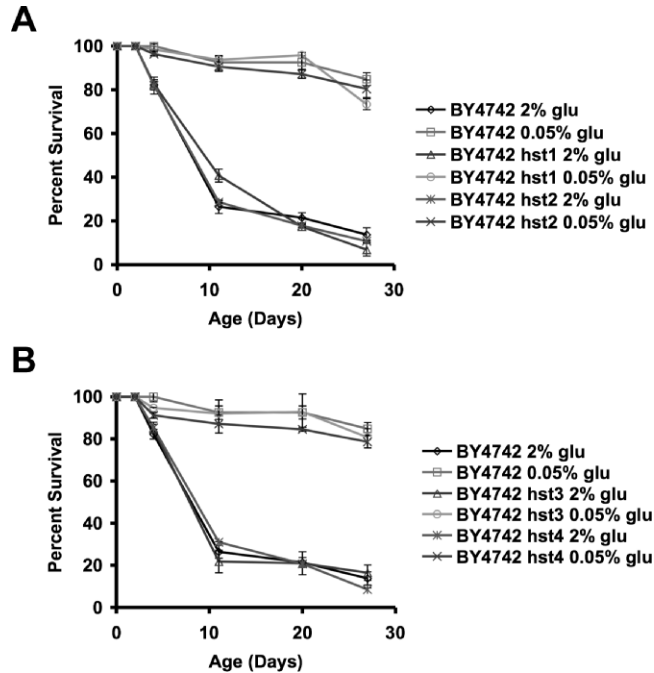 A
Percent Survival
100
80
60
40
20
0
0 10 20 30
Age (Days)
BY4742 2% glu
BY4742 0.05% glu
BY4742 hst1 2% glu
BY4742 hst1 0.05% glu
BY4742 hst2 2% glu
BY4742 hst2 0.05% glu
B
Percent Survival
100
80
60
40
20
0
0 10 20 30
Age (Days)
BY4742 2% glu
BY4742 0.05% glu
BY4742 hst3 2% glu
BY4742 hst3 0.05% glu
BY4742 hst4 2% glu
BY4742 hst4 0.05% glu